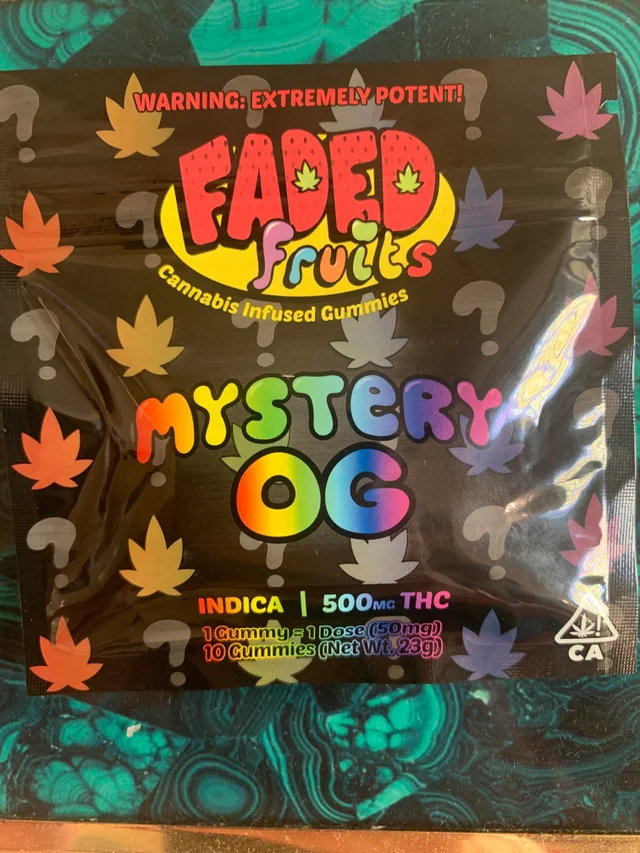 WARNING: EXTREMELY POTENT!
FADED
fruits
Cannabis Infused Gummies
MYSTERY
OG
INDICA | 500MG THC
1 Gummy = 1 Dose (50mg)
10 Gummies (Net Wt. 23g)
!
CA